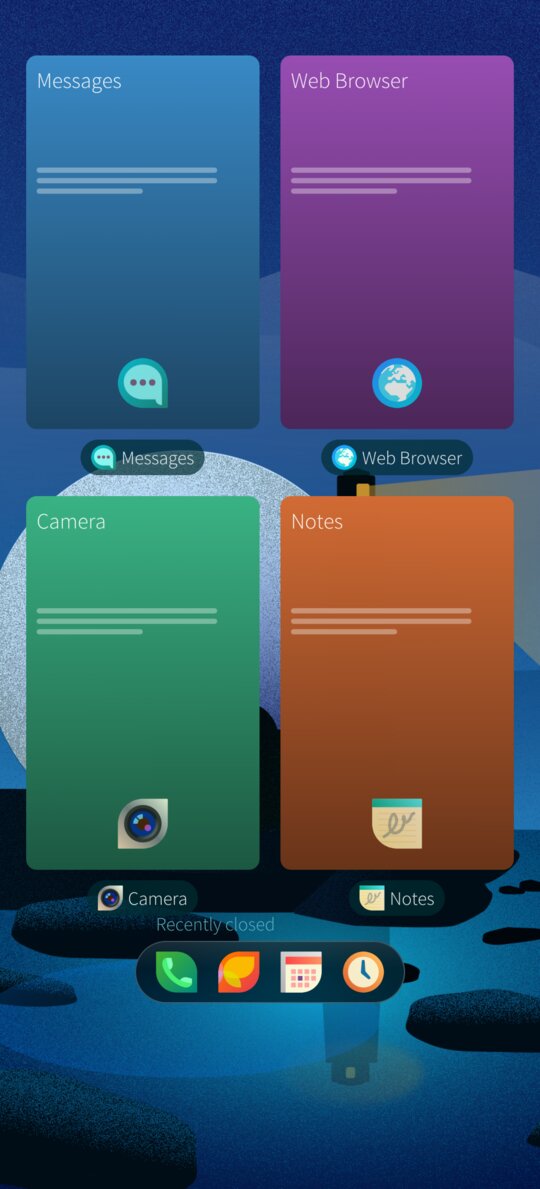 Messages
Web Browser
Messages
Web Browser
Camera
Notes
Camera
Notes
Recently closed